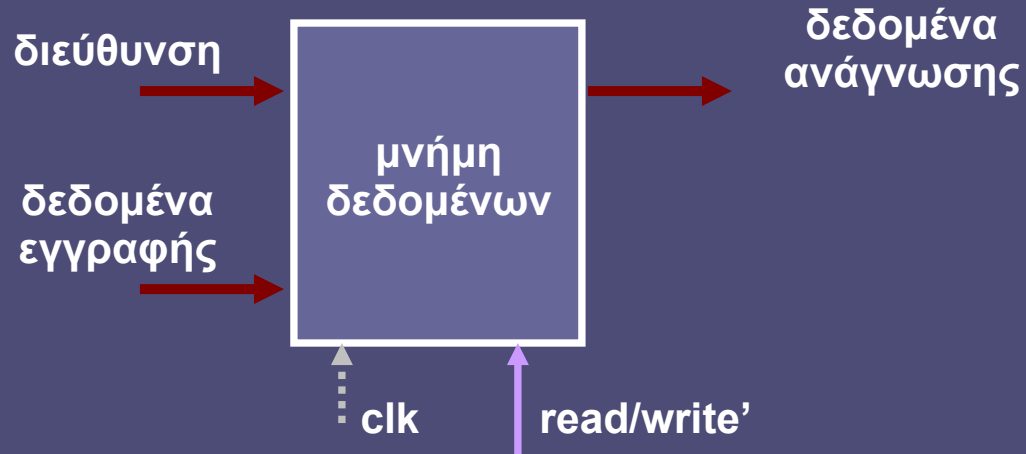 διεύθυνση
δεδομένα
εγγραφής
μνήμη
δεδομένων
δεδομένα
ανάγνωσης
clk
read/write’